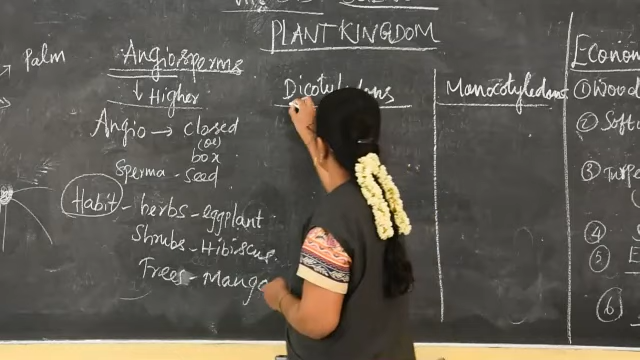 PLANT KINGDOM
palm
Angiosperms
↓ Higher
Angio → closed
(or)
box
Sperma - seed
Habit - herbs - eggplant
Shrubs - Hibiscus
Trees - Mango
Dicotyledons
Monocotyledons
Econom
① Wood
② Soft
③ Turpe
④ S
⑤ E
⑥